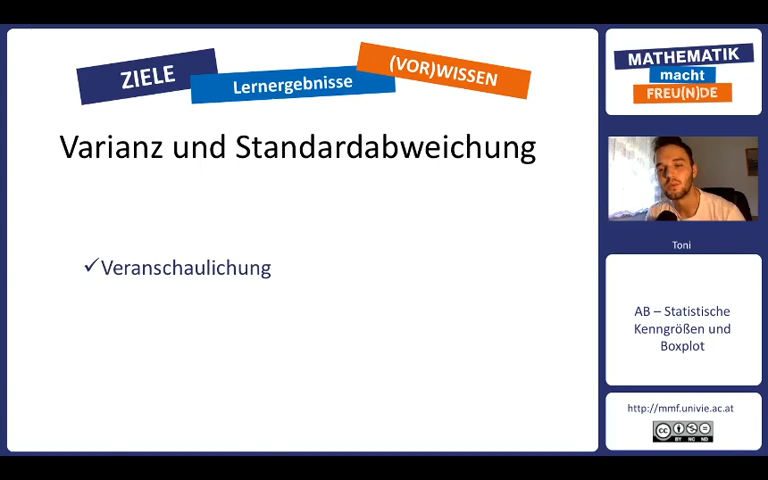 ZIELE
Lernergebnisse
(VOR)WISSEN
Varianz und Standardabweichung
✓Veranschaulichung
MATHEMATIK
macht
FREU(N)DE
Toni
AB – Statistische
Kenngrößen und
Boxplot
http://mmf.univie.ac.at
cc
BY NC ND